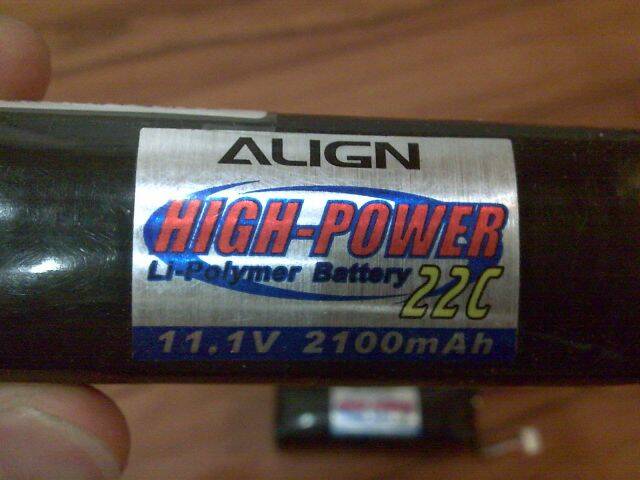 ALIGN
HIGH-POWER
Li-Polymer Battery
22C
11.1V 2100mAh